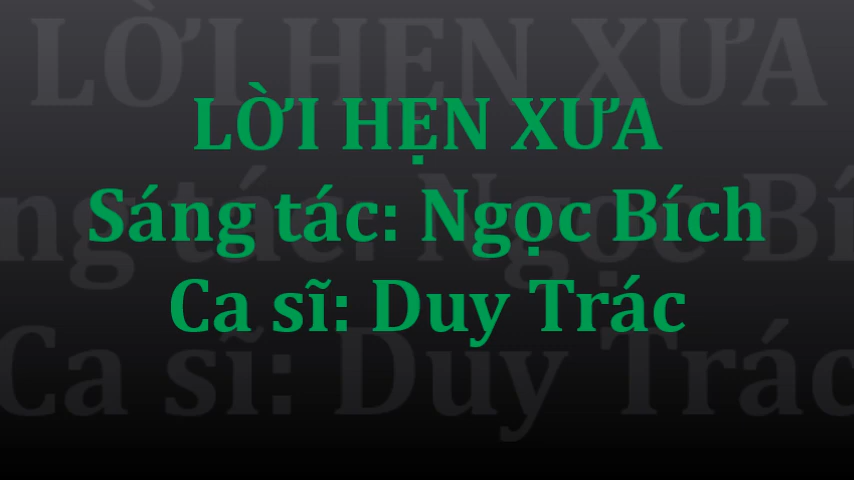 LỜI HẸN XƯA
Sáng tác: Ngọc Bích
Ca sĩ: Duy Trác